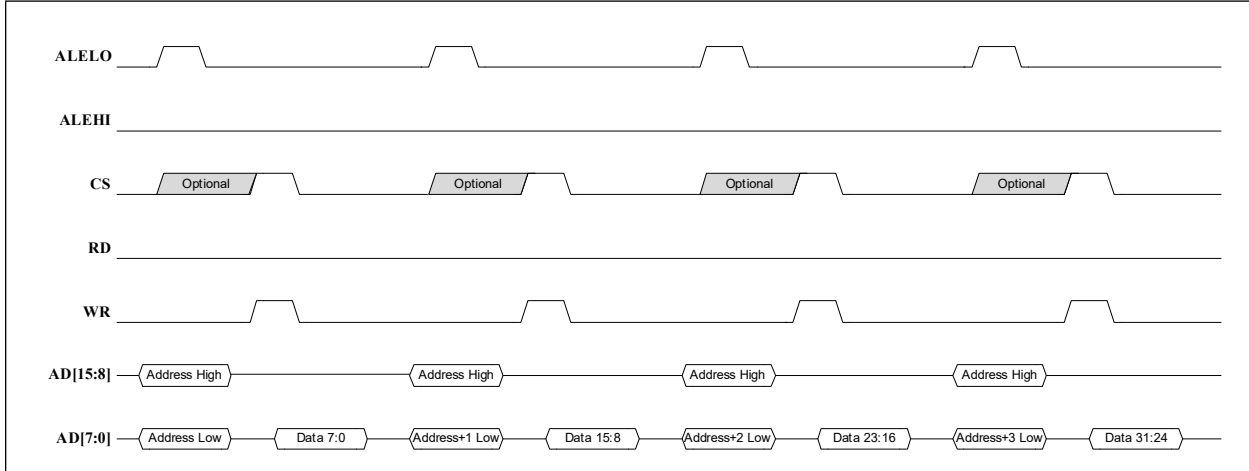 ALELO
ALEHI
CS Optional Optional Optional Optional
RD
WR
AD[15:8] Address High Address High Address High Address High
AD[7:0] Address Low Data 7:0 Address+1 Low Data 15:8 Address+2 Low Data 23:16 Address+3 Low Data 31:24